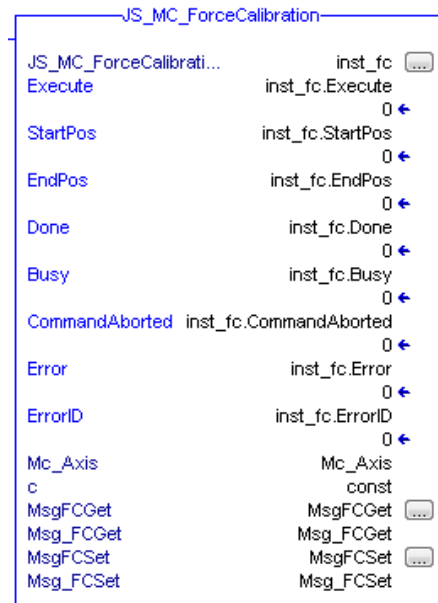 JS_MC_ForceCalibration
JS_MC_ForceCalibrati... inst_fc ...
Execute inst_fc.Execute
0
StartPos inst_fc.StartPos
0
EndPos inst_fc.EndPos
0
Done inst_fc.Done
0
Busy inst_fc.Busy
0
CommandAborted inst_fc.CommandAborted
0
Error inst_fc.Error
0
ErrorID inst_fc.ErrorID
0
Mc_Axis Mc_Axis
c const
MsgFCGet MsgFCGet ...
Msg_FCGet Msg_FCGet
MsgFCSet MsgFCSet ...
Msg_FCSet Msg_FCSet